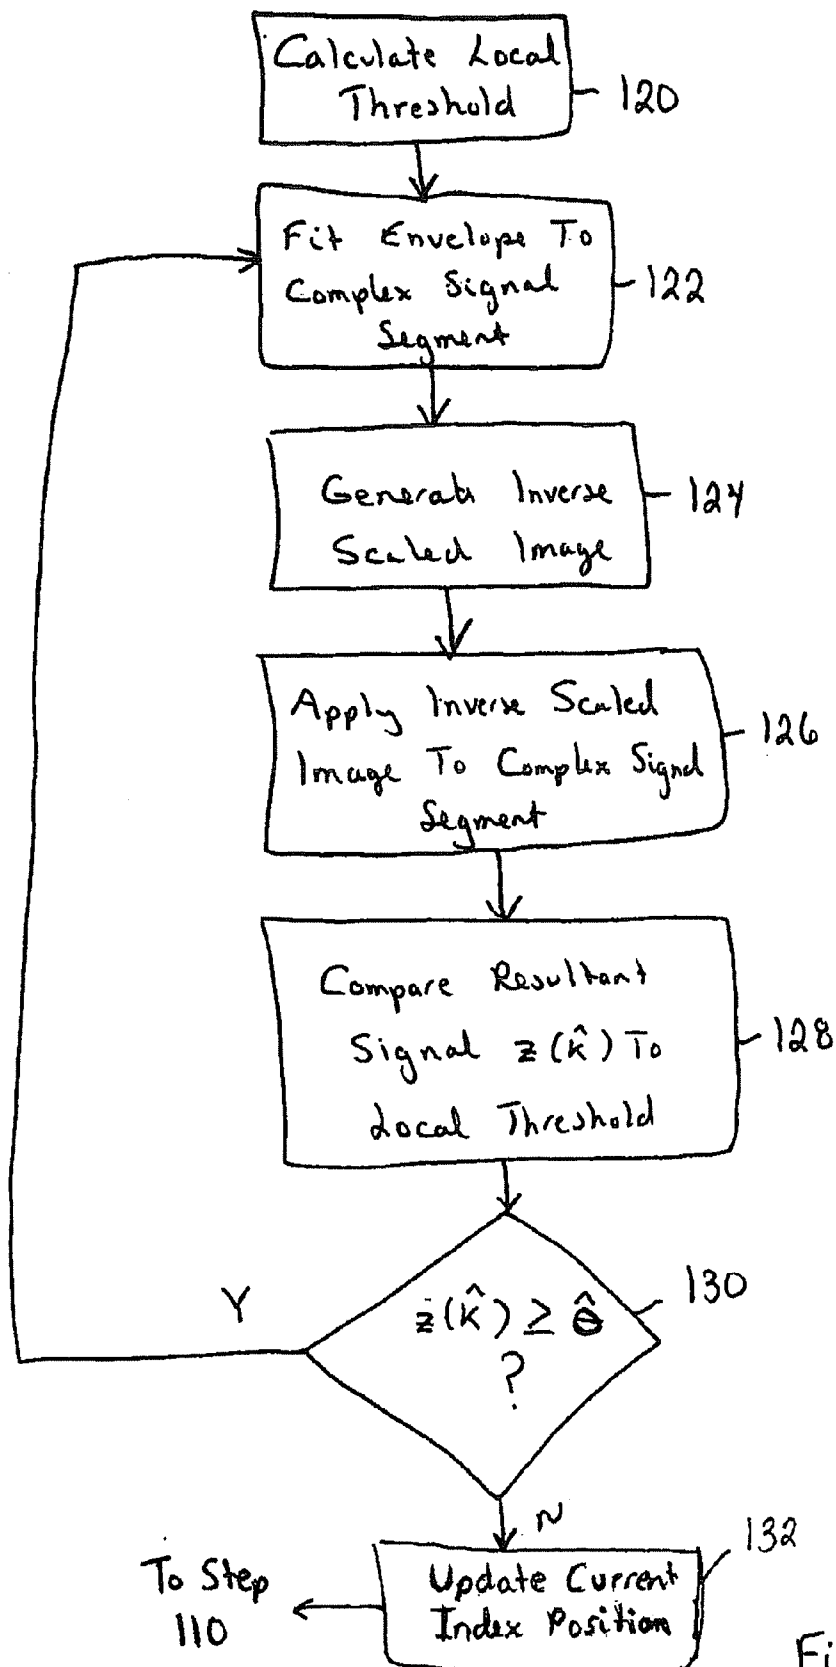 Calculate Local
Threshold
120
Fit Envelope To
Complex Signal
Segment
122
Generate Inverse
Scaled Image
124
Apply Inverse Scaled
Image To Complex Signal
Segment
126
Compare Resultant
Signal z(k̂) To
Local Threshold
128
z(k̂) ≥ θ̂
?
130
Y
N
Update Current
Index Position
132
To Step
110
Fi